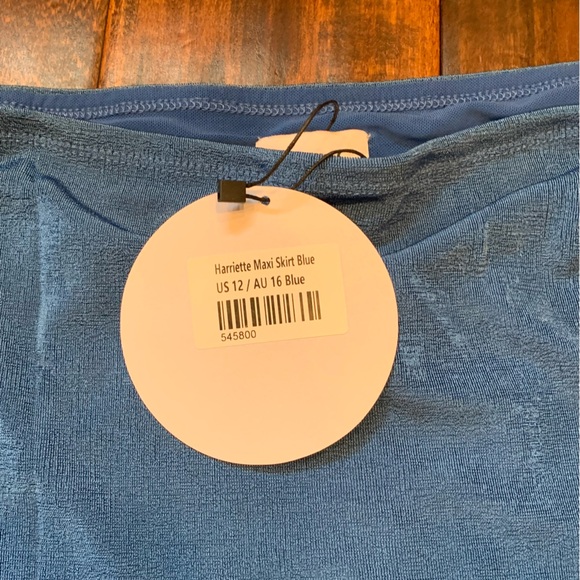 Harriette Maxi Skirt Blue
US 12 / AU 16 Blue
545800